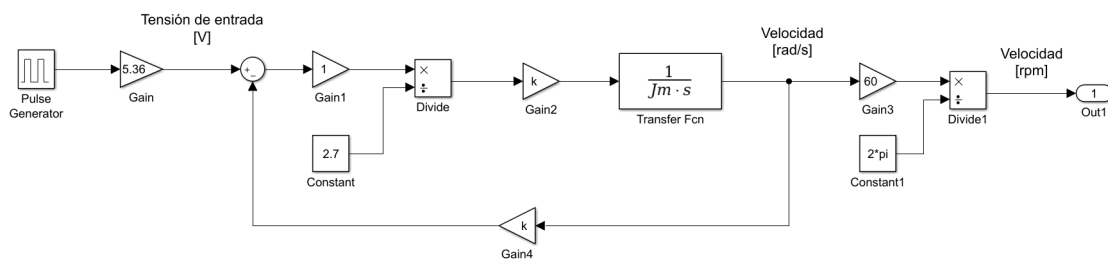 Tensión de entrada
[V]
Velocidad
[rad/s]
Velocidad
[rpm]
Pulse
Generator
5.36
Gain
+
−
1
Gain1
×
÷
Divide
2.7
Constant
k
Gain2
1
Jm · s
Transfer Fcn
60
Gain3
×
÷
Divide1
2*pi
Constant1
1
Out1
k
Gain4